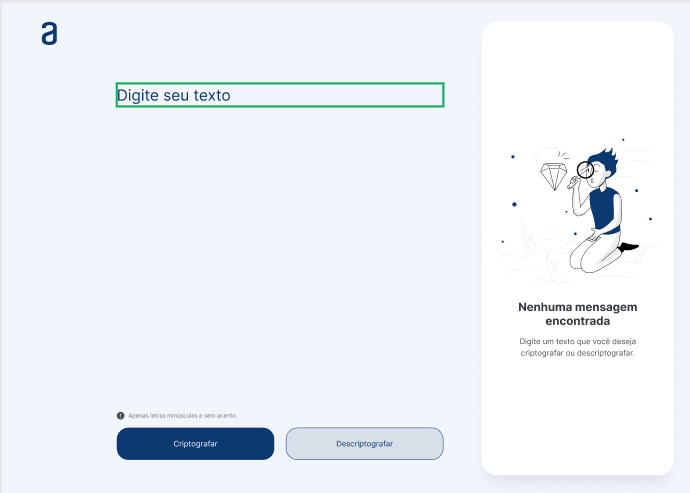 a
Digite seu texto
Nenhuma mensagem
encontrada
Digite um texto que você deseja
criptografar ou descriptografar.
Apenas letras minúsculas e sem acento.
Criptografar
Descriptografar